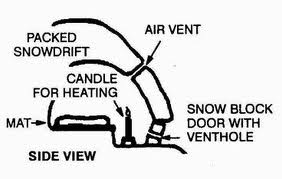 AIR VENT
PACKED
SNOWDRIFT
CANDLE
FOR HEATING
SNOW BLOCK
DOOR WITH
VENTHOLE
MAT
SIDE VIEW